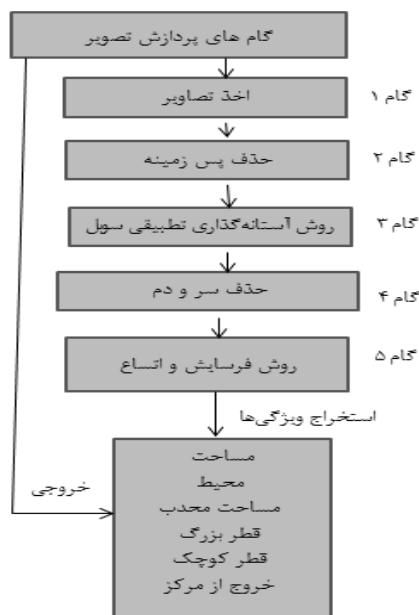 گام های پردازش تصویر
اخذ تصاویر
گام ۱
حذف پس زمینه
گام ۲
روش آستانه‌گذاری تطبیقی سوبل
گام ۳
حذف سر و دم
گام ۴
روش فرسایش و اتساع
گام ۵
استخراج ویژگی‌ها
مساحت
محیط
مساحت محدب
خروجی
قطر بزرگ
قطر کوچک
خروج از مرکز